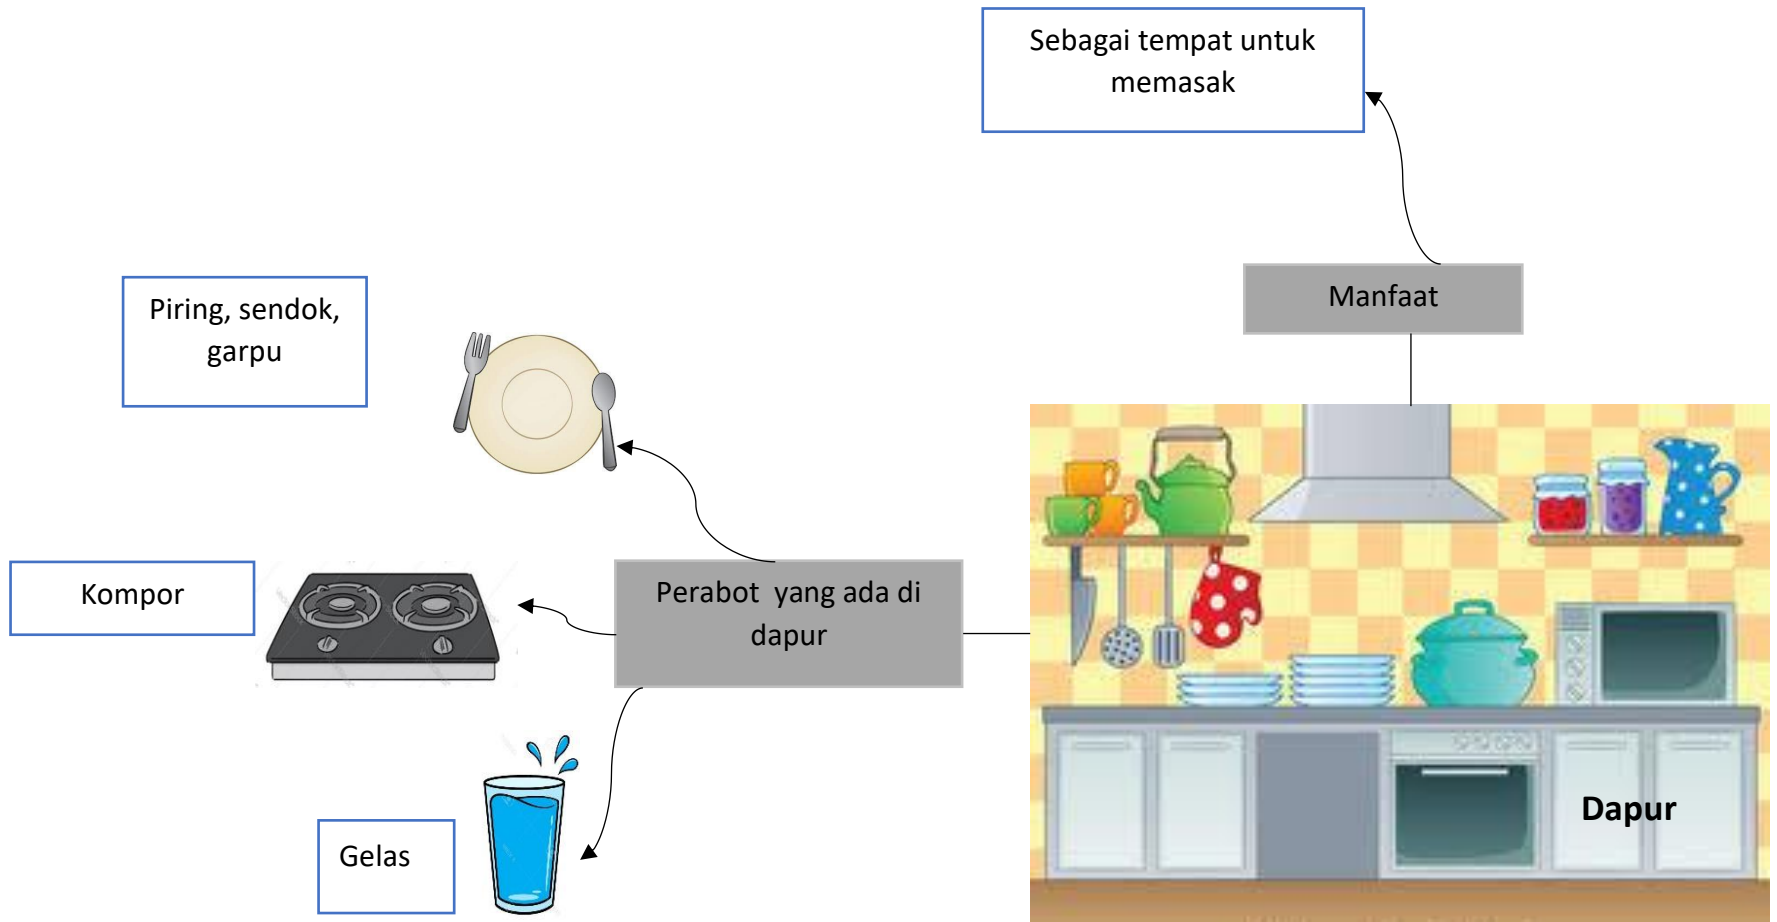 Sebagai tempat untuk
memasak
Manfaat
Piring, sendok,
garpu
Kompor
Perabot  yang ada di
dapur
Gelas
Dapur